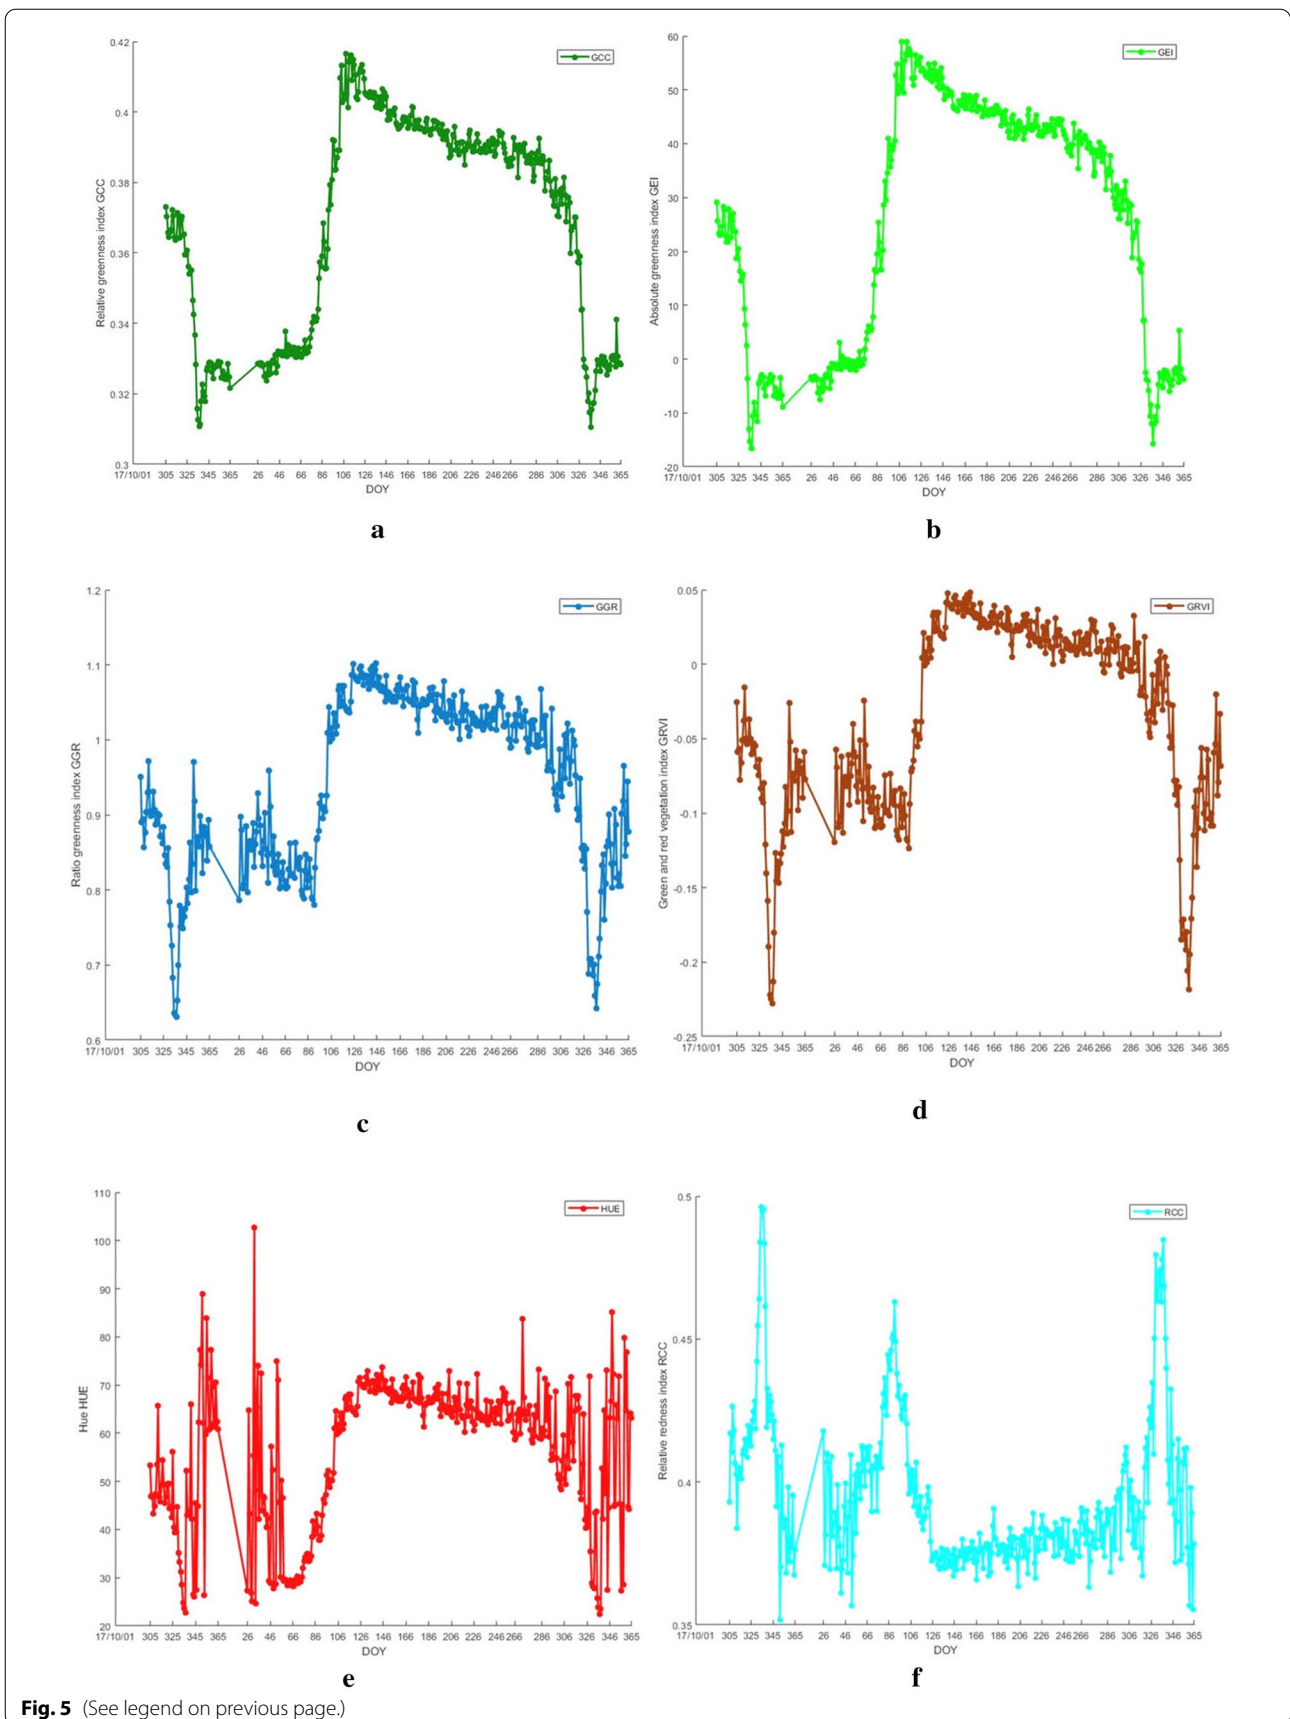 0.42
0.4
0.38
0.36
0.34
0.32
0.3
Relative greenness index GCC
GCC
17/10/01 305 325 345 365 26 46 66 86 106 126 146 166 186 206 226 246 266 286 306 326 346 365
DOY
a
60
50
40
30
20
10
0
-10
-20
Absolute greenness index GEI
GEI
17/10/01 305 325 345 365 26 46 66 86 106 126 146 166 186 206 226 246 266 286 306 326 346 365
DOY
b
1.2
1.1
1
0.9
0.8
0.7
0.6
Ratio greenness index GGR
GGR
17/10/01 305 325 345 365 26 46 66 86 106 126 146 166 186 206 226 246 266 286 306 326 346 365
DOY
c
0.05
0
-0.05
-0.1
-0.15
-0.2
-0.25
Green and red vegetation index GRVI
GRVI
17/10/01 305 325 345 365 26 46 66 86 106 126 146 166 186 206 226 246 266 286 306 326 346 365
DOY
d
110
100
90
80
70
60
50
40
30
20
Hue HUE
HUE
17/10/01 305 325 345 365 26 46 66 86 106 126 146 166 186 206 226 246 266 286 306 326 346 365
DOY
e
0.5
0.45
0.4
0.35
Relative redness index RCC
RCC
17/10/01 305 325 345 365 26 46 66 86 106 126 146 166 186 206 226 246 266 286 306 326 346 365
DOY
f
Fig. 5 (See legend on previous page.)